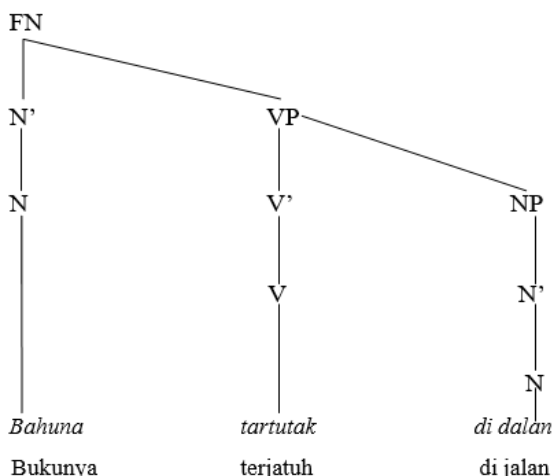 FN
N’ VP
N V’ NP
V N’
N
Bahuna tartutak di dalan
Bukunya terjatuh di jalan